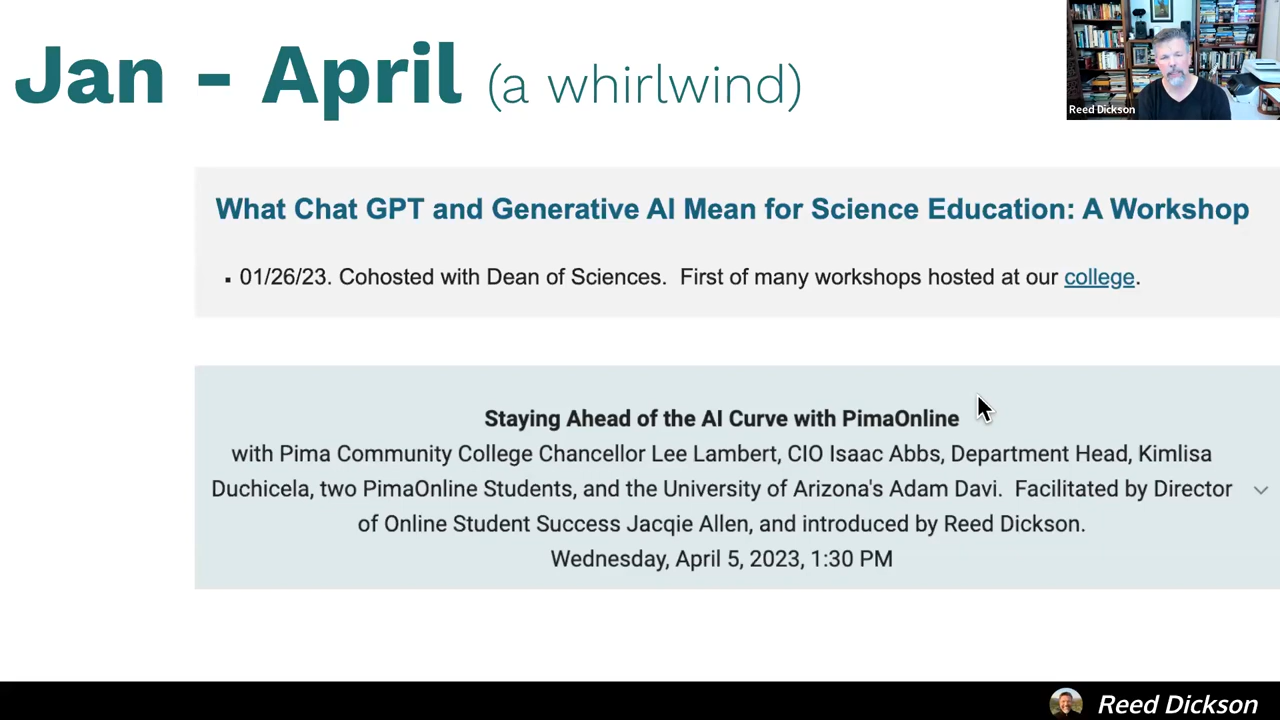 Jan - April (a whirlwind)
Reed Dickson
What Chat GPT and Generative AI Mean for Science Education: A Workshop
▪ 01/26/23. Cohosted with Dean of Sciences. First of many workshops hosted at our college.
Staying Ahead of the AI Curve with PimaOnline
with Pima Community College Chancellor Lee Lambert, CIO Isaac Abbs, Department Head, Kimlisa
Duchicela, two PimaOnline Students, and the University of Arizona's Adam Davi. Facilitated by Director
of Online Student Success Jacqie Allen, and introduced by Reed Dickson.
Wednesday, April 5, 2023, 1:30 PM
Reed Dickson